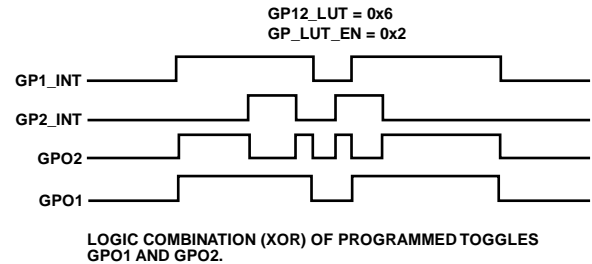 GP12_LUT = 0x6
GP_LUT_EN = 0x2
GP1_INT
GP2_INT
GPO2
GPO1
LOGIC COMBINATION (XOR) OF PROGRAMMED TOGGLES
GPO1 AND GPO2.